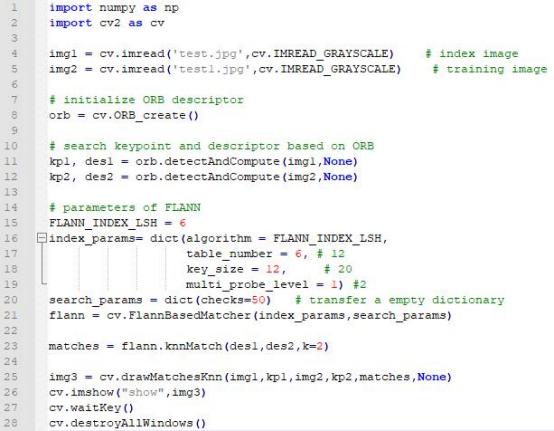 1 import numpy as np
2 import cv2 as cv
3
4 img1 = cv.imread('test.jpg',cv.IMREAD_GRAYSCALE) # index image
5 img2 = cv.imread('test1.jpg',cv.IMREAD_GRAYSCALE) # training image
6
7 # initialize ORB descriptor
8 orb = cv.ORB_create()
9
10 # search keypoint and descriptor based on ORB
11 kp1, des1 = orb.detectAndCompute(img1,None)
12 kp2, des2 = orb.detectAndCompute(img2,None)
13
14 # parameters of FLANN
15 FLANN_INDEX_LSH = 6
16 index_params= dict(algorithm = FLANN_INDEX_LSH,
17 table_number = 6, # 12
18 key_size = 12, # 20
19 multi_probe_level = 1) #2
20 search_params = dict(checks=50) # transfer a empty dictionary
21 flann = cv.FlannBasedMatcher(index_params,search_params)
22
23 matches = flann.knnMatch(des1,des2,k=2)
24
25 img3 = cv.drawMatchesKnn(img1,kp1,img2,kp2,matches,None)
26 cv.imshow("show",img3)
27 cv.waitKey()
28 cv.destroyAllWindows()